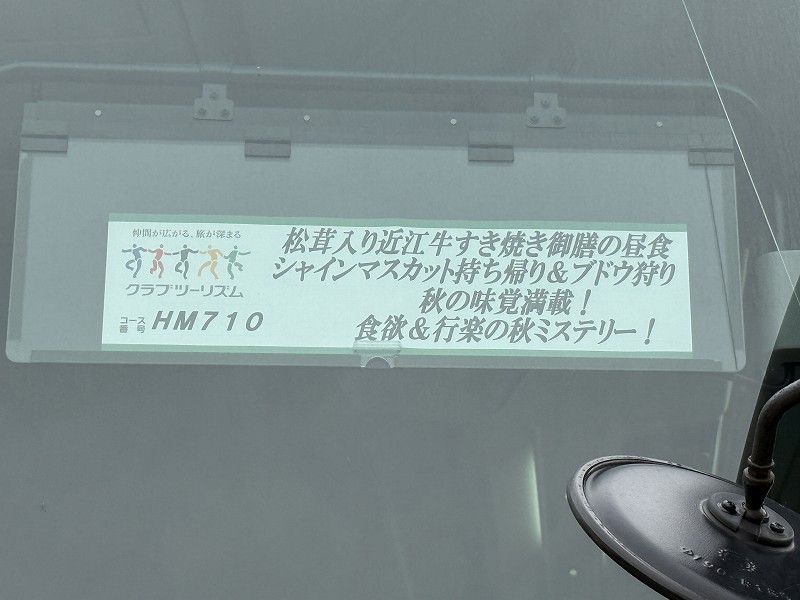 仲間が広がる、旅が深まる
クラブツーリズム
コース番号 HM710
松茸入り近江牛すき焼き御膳の昼食
シャインマスカット持ち帰り＆ブドウ狩り
秋の味覚満載！
食欲＆行楽の秋ミステリー！